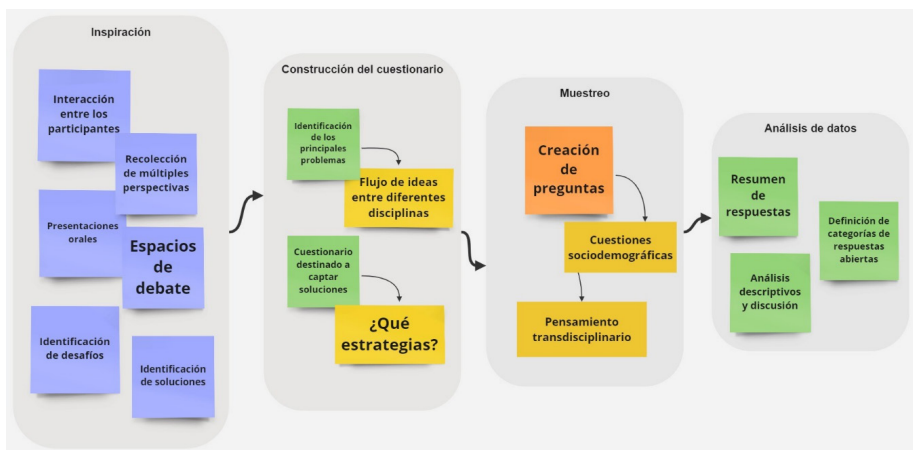 Inspiración
Interacción
entre los
participantes
Recolección
de múltiples
perspectivas
Presentaciones
orales
Espacios
de
debate
Identificación
de desafíos
Identificación
de soluciones
Construcción del cuestionario
Identificación
de los
principales
problemas
Flujo de ideas
entre diferentes
disciplinas
Cuestionario
destinado a
captar
soluciones
¿Qué
estrategias?
Muestreo
Creación
de
preguntas
Cuestiones
sociodemográficas
Pensamiento
transdisciplinario
Análisis de datos
Resumen
de
respuestas
Definición de
categorías de
respuestas
abiertas
Análisis
descriptivos
y discusión